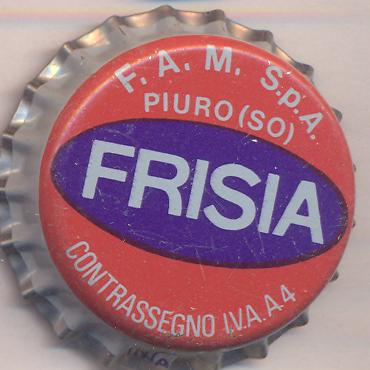 F. A. M. S.p.A.
PIURO (SO)
FRISIA
CONTRASSEGNO I.V.A. A 4